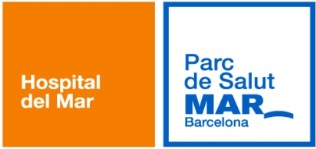 Hospital
del Mar
Parc
de Salut
MAR
Barcelona